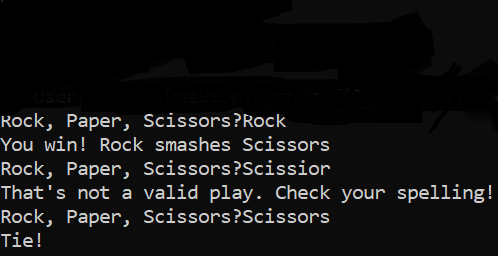 Rock, Paper, Scissors?Rock
You win! Rock smashes Scissors
Rock, Paper, Scissors?Scissior
That's not a valid play. Check your spelling!
Rock, Paper, Scissors?Scissors
Tie!